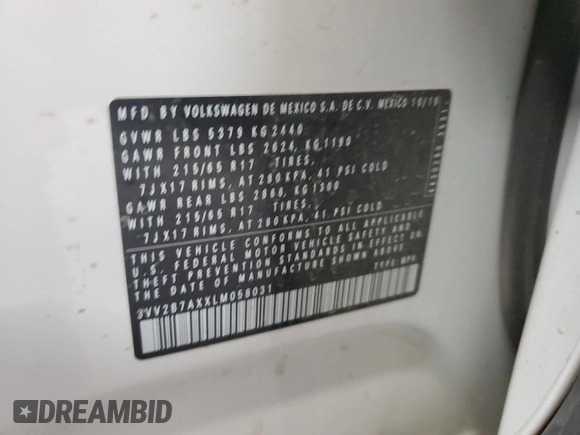 MFD. BY VOLKSWAGEN DE MEXICO S.A. DE C.V. MEXICO 10/19
GVWR LBS 5379 KG 2440
GAWR FRONT LBS 2624, KG 1190
WITH 215/65 R17 TIRES,
7JX17 RIMS, AT 280 KPA, 41 PSI COLD
GAWR REAR LBS 2866, KG 1300
WITH 215/65 R17 TIRES,
7JX17 RIMS, AT 280 KPA, 41 PSI COLD
THIS VEHICLE CONFORMS TO ALL APPLICABLE
U.S. FEDERAL MOTOR VEHICLE SAFETY AND
THEFT PREVENTION STANDARDS IN EFFECT ON
THE DATE OF MANUFACTURE SHOWN ABOVE.
3VV2B7AXXLM058031 TYPE: MPV
DREAMBID